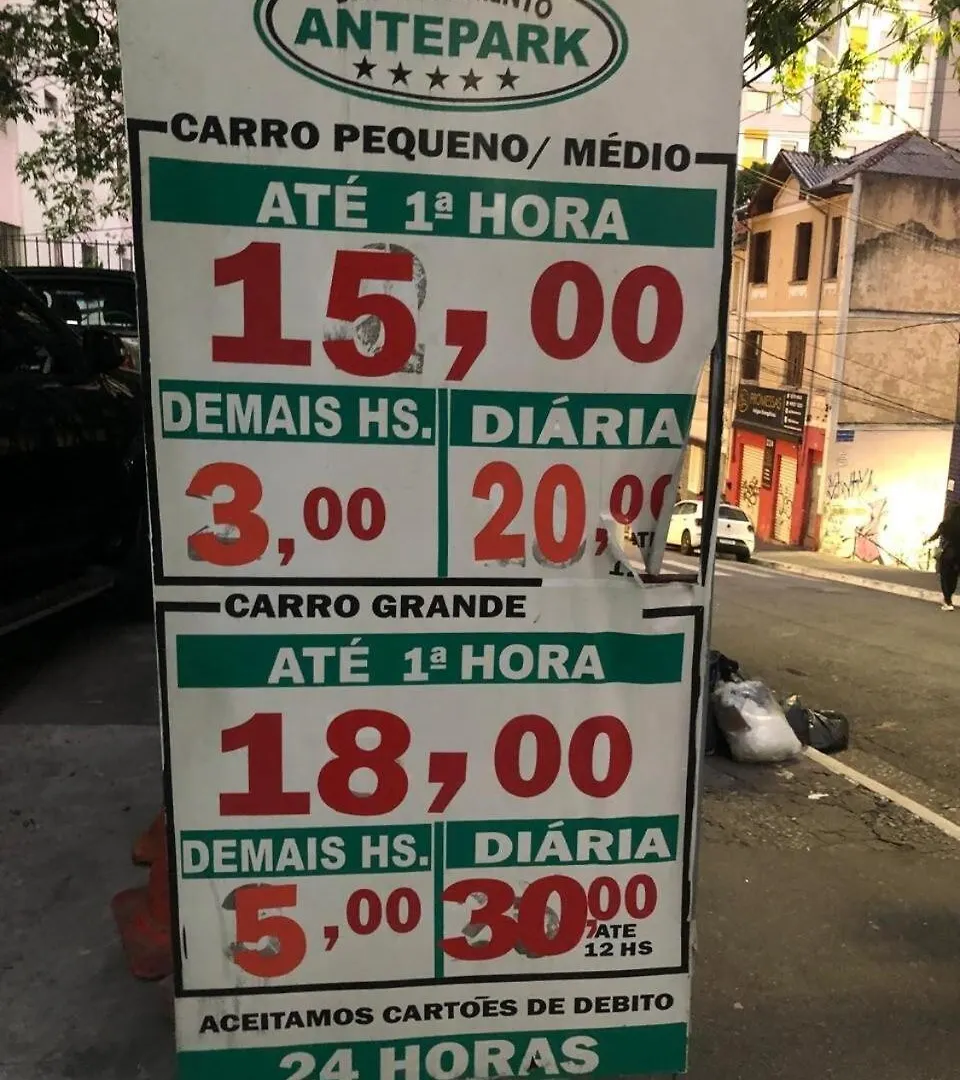 ANTEPARK
CARRO PEQUENO/ MÉDIO
ATÉ 1ª HORA
15,00
DEMAIS HS. DIÁRIA
3,00 20,00
CARRO GRANDE
ATÉ 1ª HORA
18,00
DEMAIS HS. DIÁRIA
5,00 30,00
ATE
12 HS
ACEITAMOS CARTÕES DE DEBITO
24 HORAS
PROMESSAS